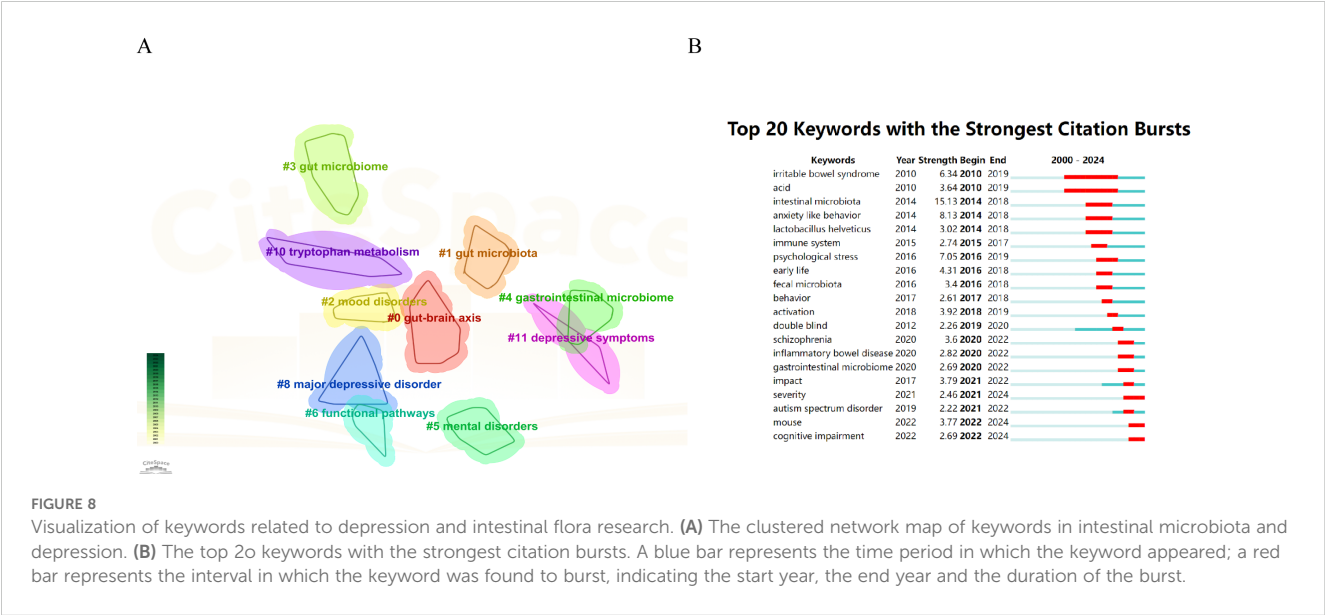 A
B
CiteSpace
#3 gut microbiome
#10 tryptophan metabolism
#1 gut microbiota
#2 mood disorders
#4 gastrointestinal microbiome
#0 gut-brain axis
#11 depressive symptoms
#8 major depressive disorder
#6 functional pathways
#5 mental disorders
CiteSpace
Top 20 Keywords with the Strongest Citation Bursts
Keywords Year Strength Begin End 2000 - 2024
irritable bowel syndrome 2010 6.34 2010 2019
acid 2010 3.64 2010 2019
intestinal microbiota 2014 15.13 2014 2018
anxiety like behavior 2014 8.13 2014 2018
lactobacillus helveticus 2014 3.02 2014 2018
immune system 2015 2.74 2015 2017
psychological stress 2016 7.05 2016 2019
early life 2016 4.31 2016 2018
fecal microbiota 2016 3.4 2016 2018
behavior 2017 2.61 2017 2018
activation 2018 3.92 2018 2019
double blind 2012 2.26 2019 2020
schizophrenia 2020 3.6 2020 2022
inflammatory bowel disease 2020 2.82 2020 2022
gastrointestinal microbiome 2020 2.69 2020 2022
impact 2017 3.79 2021 2022
severity 2021 2.46 2021 2024
autism spectrum disorder 2019 2.22 2021 2022
mouse 2022 3.77 2022 2024
cognitive impairment 2022 2.69 2022 2024
FIGURE 8
Visualization of keywords related to depression and intestinal flora research. (A) The clustered network map of keywords in intestinal microbiota and
depression. (B) The top 2o keywords with the strongest citation bursts. A blue bar represents the time period in which the keyword appeared; a red
bar represents the interval in which the keyword was found to burst, indicating the start year, the end year and the duration of the burst.